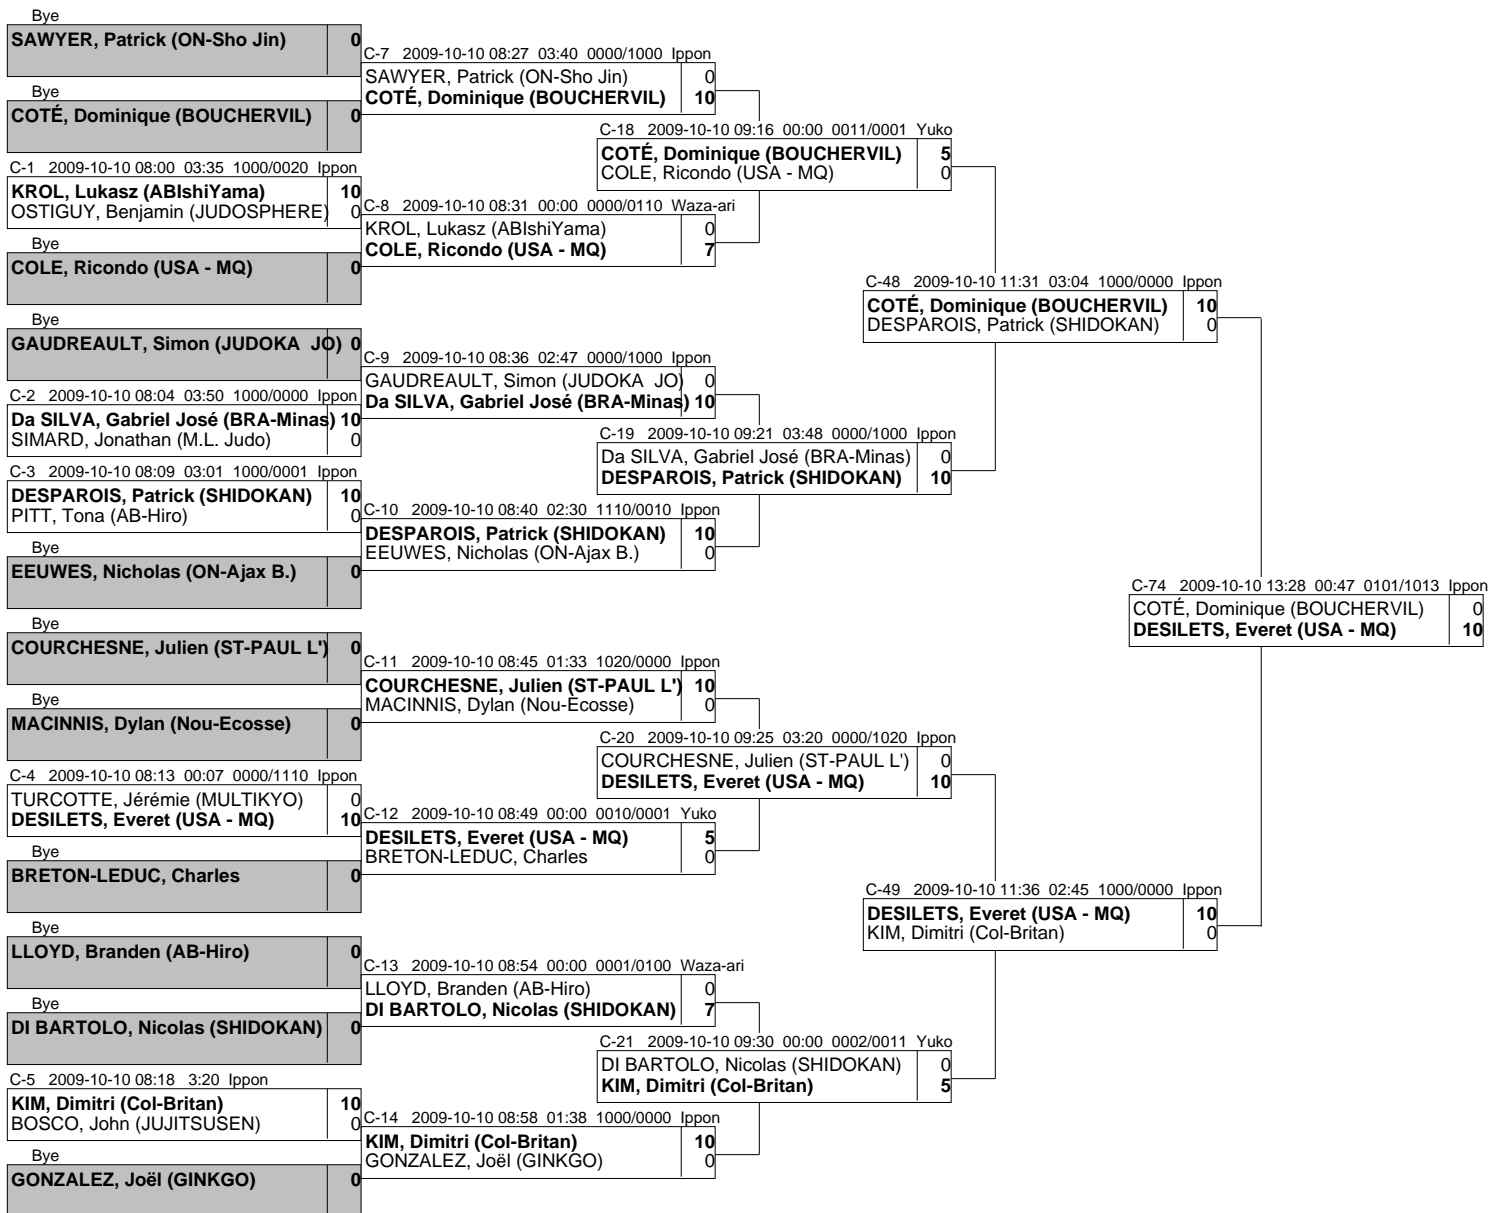 Bye
SAWYER, Patrick (ON-Sho Jin) 0
Bye
COTÉ, Dominique (BOUCHERVIL) 0
C-1 2009-10-10 08:00 03:35 1000/0020 Ippon
KROL, Lukasz (ABIshiYama) 10
OSTIGUY, Benjamin (JUDOSPHERE) 0
Bye
COLE, Ricondo (USA - MQ) 0
Bye
GAUDREAULT, Simon (JUDOKA JO) 0
C-2 2009-10-10 08:04 03:50 1000/0000 Ippon
Da SILVA, Gabriel José (BRA-Minas) 10
SIMARD, Jonathan (M.L. Judo) 0
C-3 2009-10-10 08:09 03:01 1000/0001 Ippon
DESPAROIS, Patrick (SHIDOKAN) 10
PITT, Tona (AB-Hiro) 0
Bye
EEUWES, Nicholas (ON-Ajax B.) 0
Bye
COURCHESNE, Julien (ST-PAUL L') 0
Bye
MACINNIS, Dylan (Nou-Ecosse) 0
C-4 2009-10-10 08:13 00:07 0000/1110 Ippon
TURCOTTE, Jérémie (MULTIKYO) 0
DESILETS, Everet (USA - MQ) 10
Bye
BRETON-LEDUC, Charles 0
Bye
LLOYD, Branden (AB-Hiro) 0
Bye
DI BARTOLO, Nicolas (SHIDOKAN) 0
C-5 2009-10-10 08:18 3:20 Ippon
KIM, Dimitri (Col-Britan) 10
BOSCO, John (JUJITSUSEN) 0
Bye
GONZALEZ, Joël (GINKGO) 0
C-7 2009-10-10 08:27 03:40 0000/1000 Ippon
SAWYER, Patrick (ON-Sho Jin) 0
COTÉ, Dominique (BOUCHERVIL) 10
C-8 2009-10-10 08:31 00:00 0000/0110 Waza-ari
KROL, Lukasz (ABIshiYama) 0
COLE, Ricondo (USA - MQ) 7
C-9 2009-10-10 08:36 02:47 0000/1000 Ippon
GAUDREAULT, Simon (JUDOKA JO) 0
Da SILVA, Gabriel José (BRA-Minas) 10
C-10 2009-10-10 08:40 02:30 1110/0010 Ippon
DESPAROIS, Patrick (SHIDOKAN) 10
EEUWES, Nicholas (ON-Ajax B.) 0
C-11 2009-10-10 08:45 01:33 1020/0000 Ippon
COURCHESNE, Julien (ST-PAUL L') 10
MACINNIS, Dylan (Nou-Ecosse) 0
C-12 2009-10-10 08:49 00:00 0010/0001 Yuko
DESILETS, Everet (USA - MQ) 5
BRETON-LEDUC, Charles 0
C-13 2009-10-10 08:54 00:00 0001/0100 Waza-ari
LLOYD, Branden (AB-Hiro) 0
DI BARTOLO, Nicolas (SHIDOKAN) 7
C-14 2009-10-10 08:58 01:38 1000/0000 Ippon
KIM, Dimitri (Col-Britan) 10
GONZALEZ, Joël (GINKGO) 0
C-18 2009-10-10 09:16 00:00 0011/0001 Yuko
COTÉ, Dominique (BOUCHERVIL) 5
COLE, Ricondo (USA - MQ) 0
C-19 2009-10-10 09:21 03:48 0000/1000 Ippon
Da SILVA, Gabriel José (BRA-Minas) 0
DESPAROIS, Patrick (SHIDOKAN) 10
C-20 2009-10-10 09:25 03:20 0000/1020 Ippon
COURCHESNE, Julien (ST-PAUL L') 0
DESILETS, Everet (USA - MQ) 10
C-21 2009-10-10 09:30 00:00 0002/0011 Yuko
DI BARTOLO, Nicolas (SHIDOKAN) 0
KIM, Dimitri (Col-Britan) 5
C-48 2009-10-10 11:31 03:04 1000/0000 Ippon
COTÉ, Dominique (BOUCHERVIL) 10
DESPAROIS, Patrick (SHIDOKAN) 0
C-49 2009-10-10 11:36 02:45 1000/0000 Ippon
DESILETS, Everet (USA - MQ) 10
KIM, Dimitri (Col-Britan) 0
C-74 2009-10-10 13:28 00:47 0101/1013 Ippon
COTÉ, Dominique (BOUCHERVIL) 0
DESILETS, Everet (USA - MQ) 10